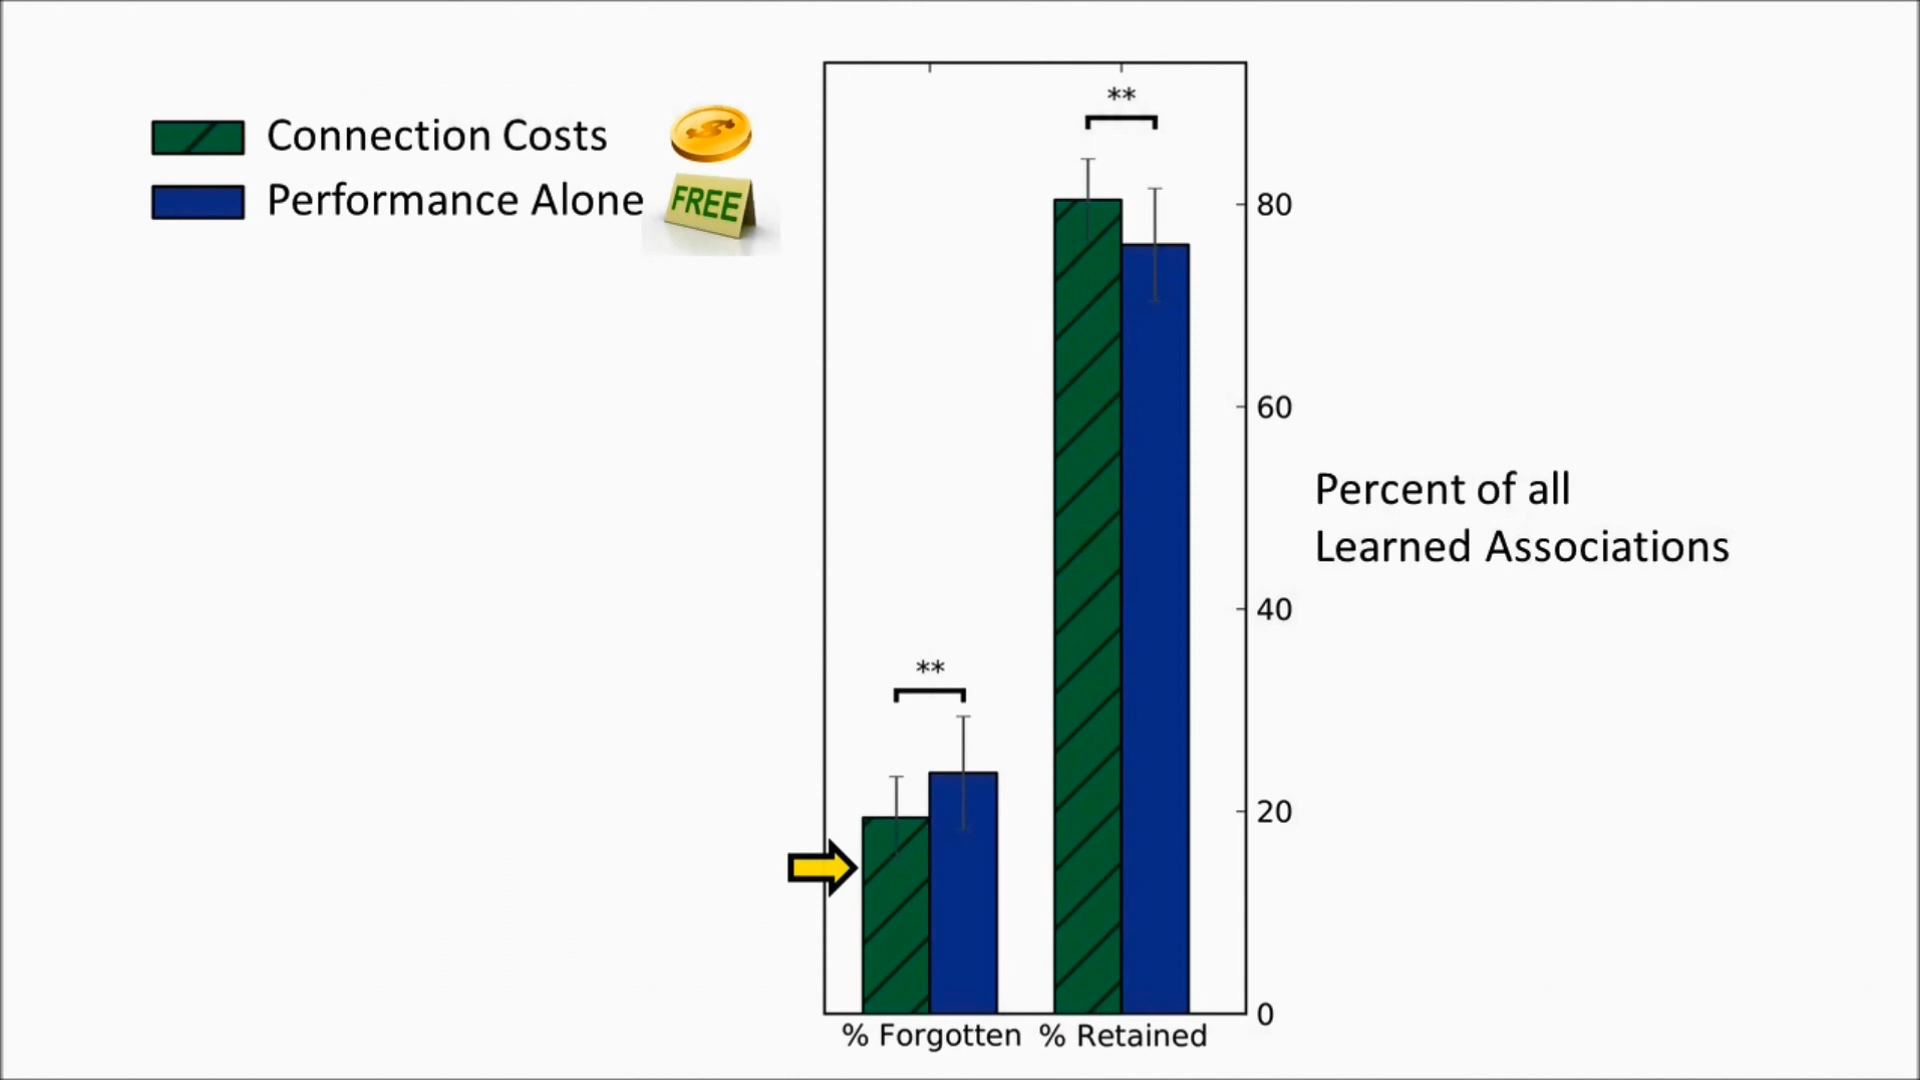 Connection Costs
Performance Alone
FREE
**
**
80
60
40
20
0
Percent of all
Learned Associations
% Forgotten
% Retained